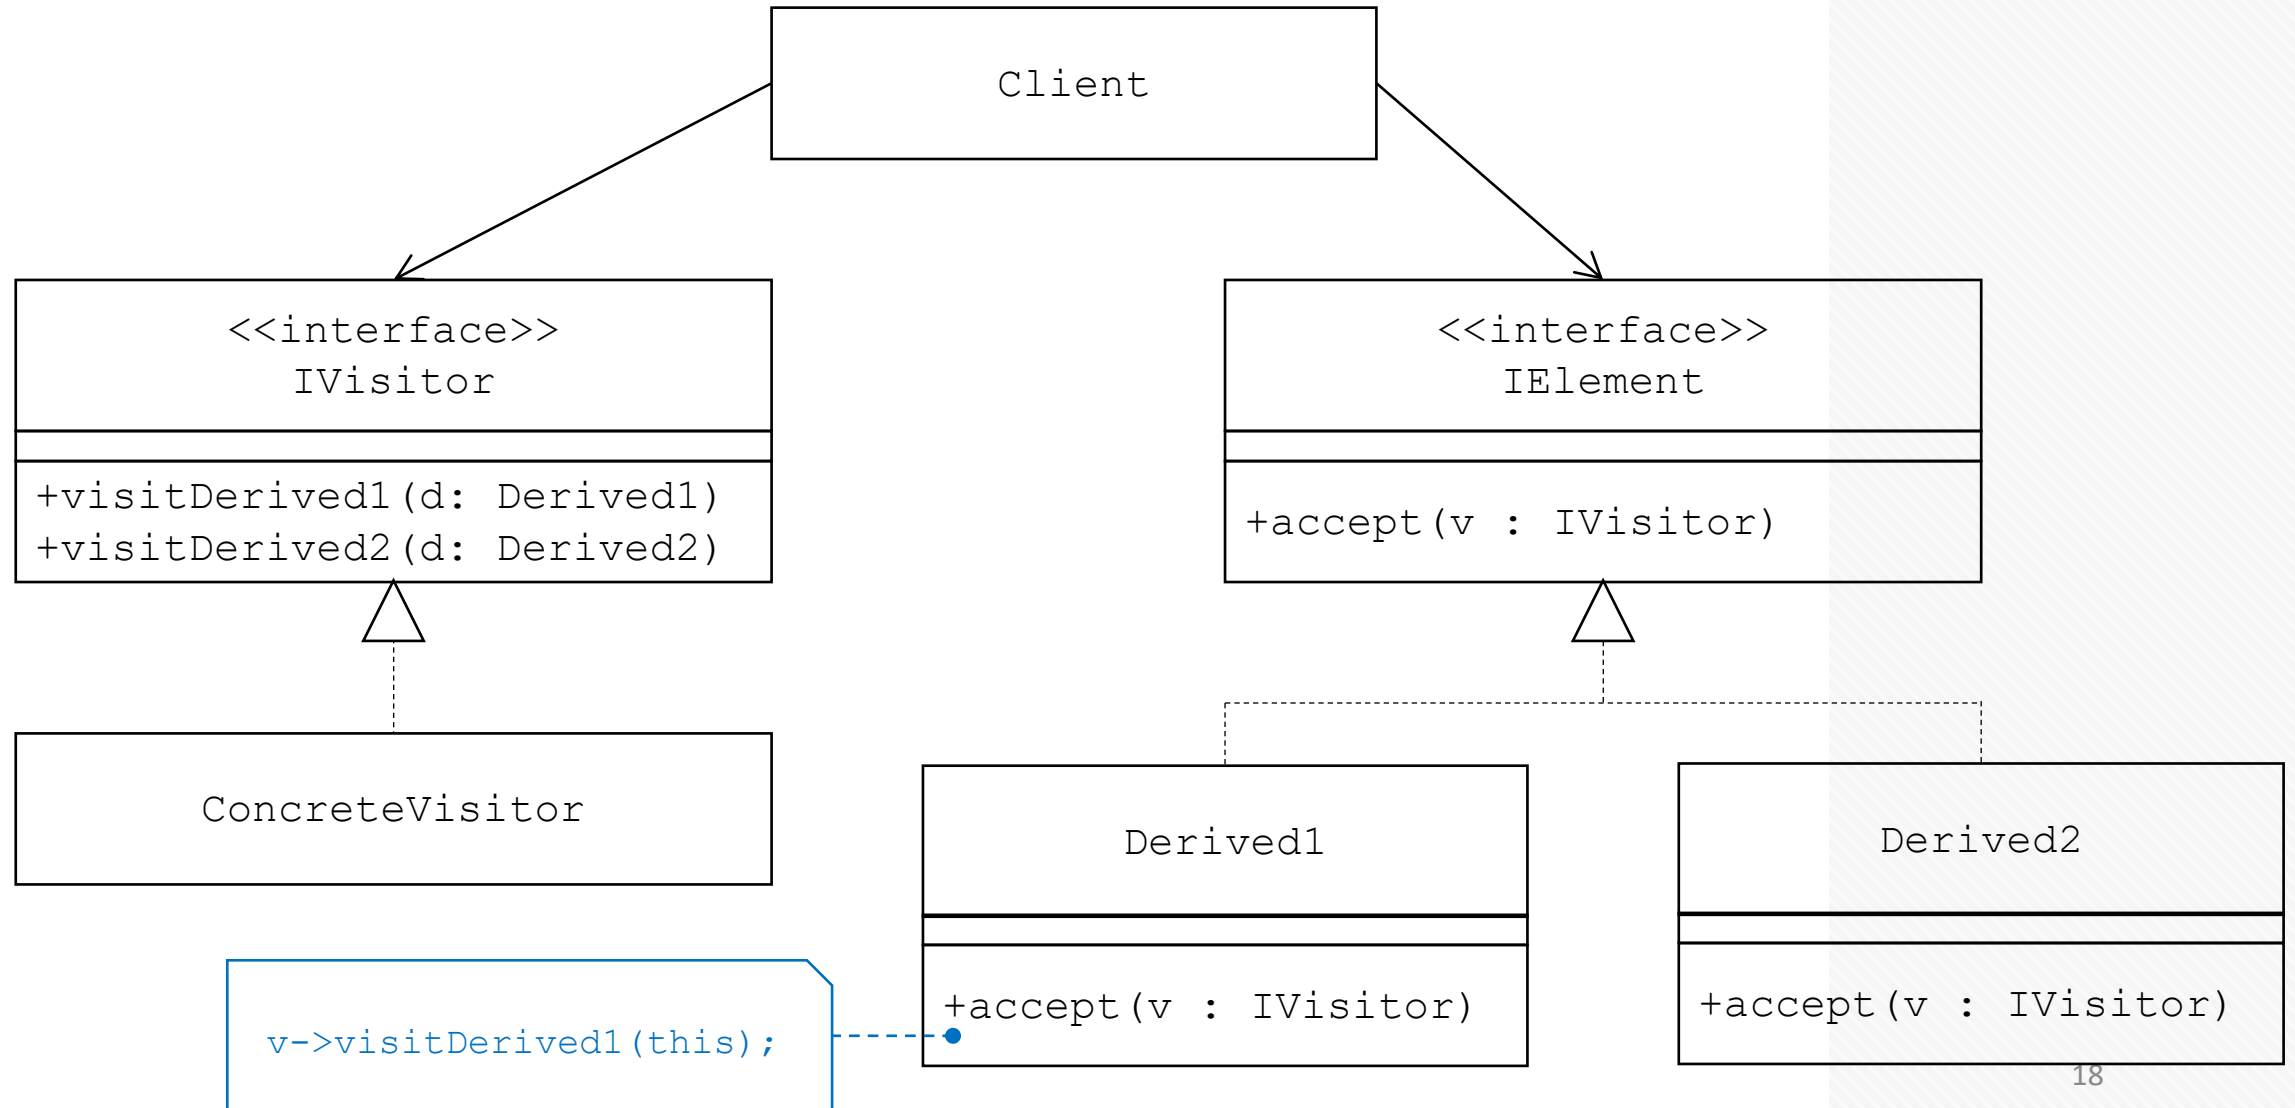 Client
<<interface>>
IVisitor
+visitDerived1(d: Derived1)
+visitDerived2(d: Derived2)
<<interface>>
IElement
+accept(v : IVisitor)
ConcreteVisitor
Derived1
+accept(v : IVisitor)
Derived2
+accept(v : IVisitor)
v->visitDerived1(this);
18